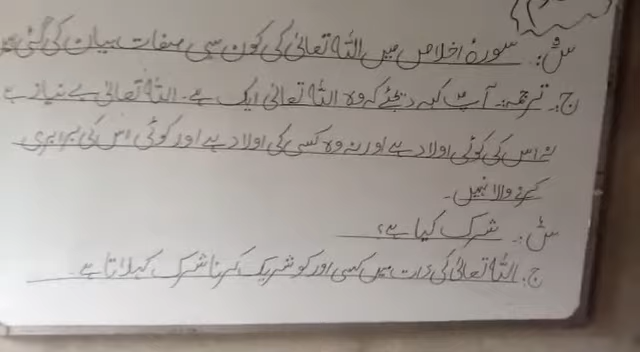 س:۔ سورۃ اخلاص میں اللہ تعالیٰ کی کون سی صفات بیان کی گئی ہیں
ج:۔ ترجمہ:۔ آپ کہہ دیجئے کہ وہ اللہ تعالیٰ ایک ہے۔ اللہ تعالیٰ بے نیاز ہے
نہ اس کی کوئی اولاد ہے اور نہ وہ کسی کی اولاد ہے اور کوئی اس کی برابری
کرنے والا نہیں۔
س:۔ شرک کیا ہے؟
ج:۔ اللہ تعالیٰ کی ذات میں کسی اور کو شریک کرنا شرک کہلاتا ہے۔